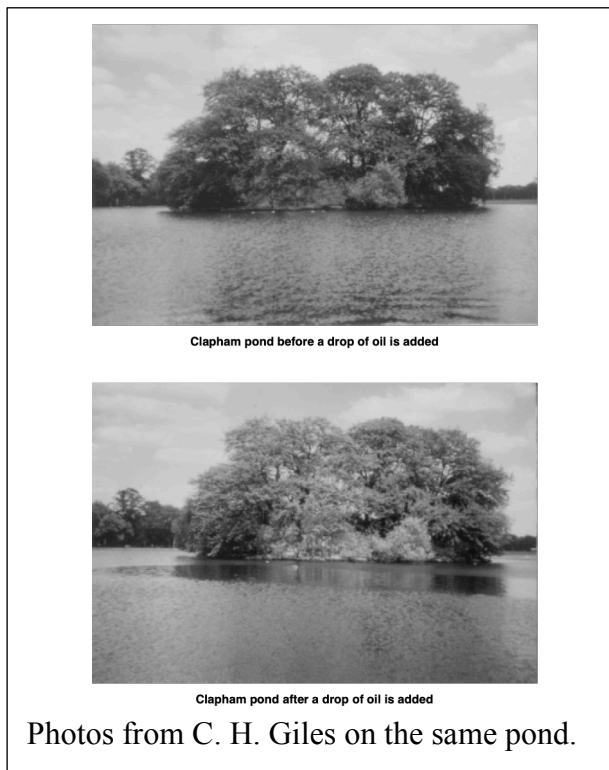 Clapham pond before a drop of oil is added
Clapham pond after a drop of oil is added
Photos from C. H. Giles on the same pond.